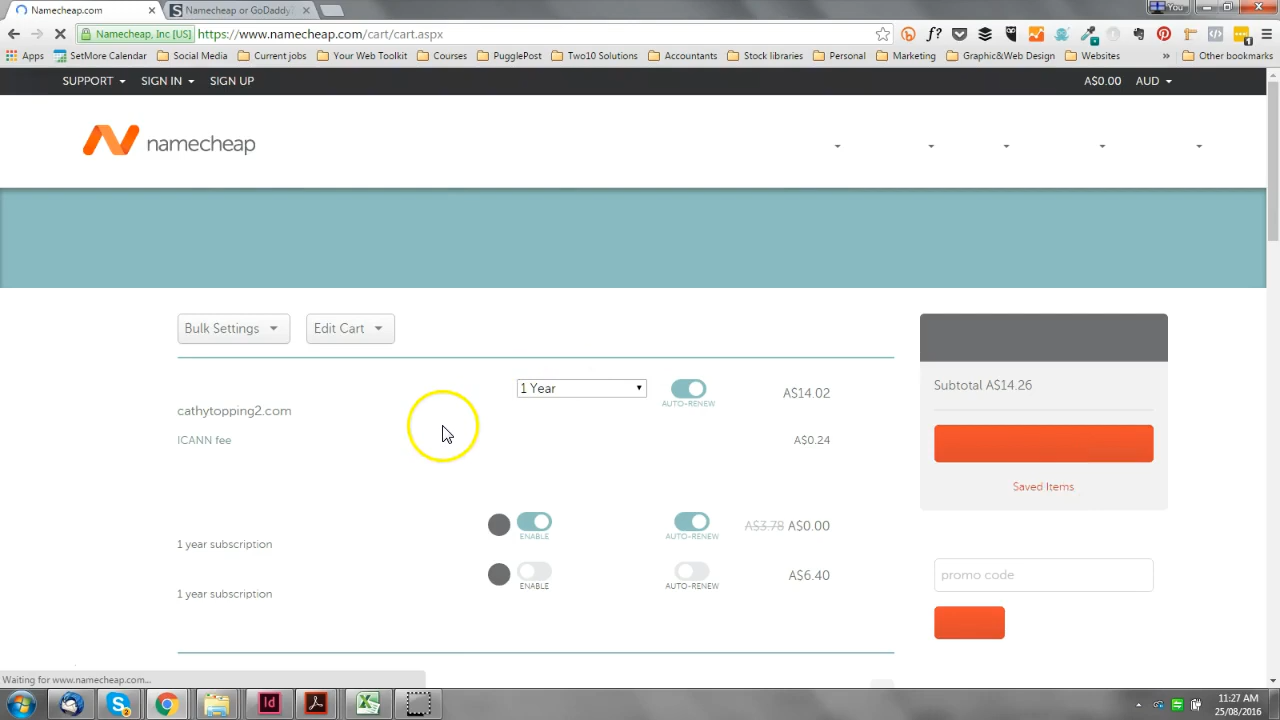 Namecheap.com
Namecheap or GoDaddy
You
Namecheap, Inc [US]
https://www.namecheap.com/cart/cart.aspx
Apps
SetMore Calendar
Social Media
Current jobs
Your Web Toolkit
Courses
PugglePost
Two10 Solutions
Accountants
Stock libraries
Personal
Marketing
Graphic&Web Design
Websites
»
Other bookmarks
SUPPORT
SIGN IN
SIGN UP
A$0.00
AUD
namecheap
Bulk Settings
Edit Cart
1 Year
AUTO-RENEW
A$14.02
cathytopping2.com
ICANN fee
A$0.24
Subtotal A$14.26
Saved Items
ENABLE
AUTO-RENEW
A$3.78 A$0.00
1 year subscription
ENABLE
AUTO-RENEW
A$6.40
1 year subscription
promo code
Waiting for www.namecheap.com...
11:27 AM
25/08/2016